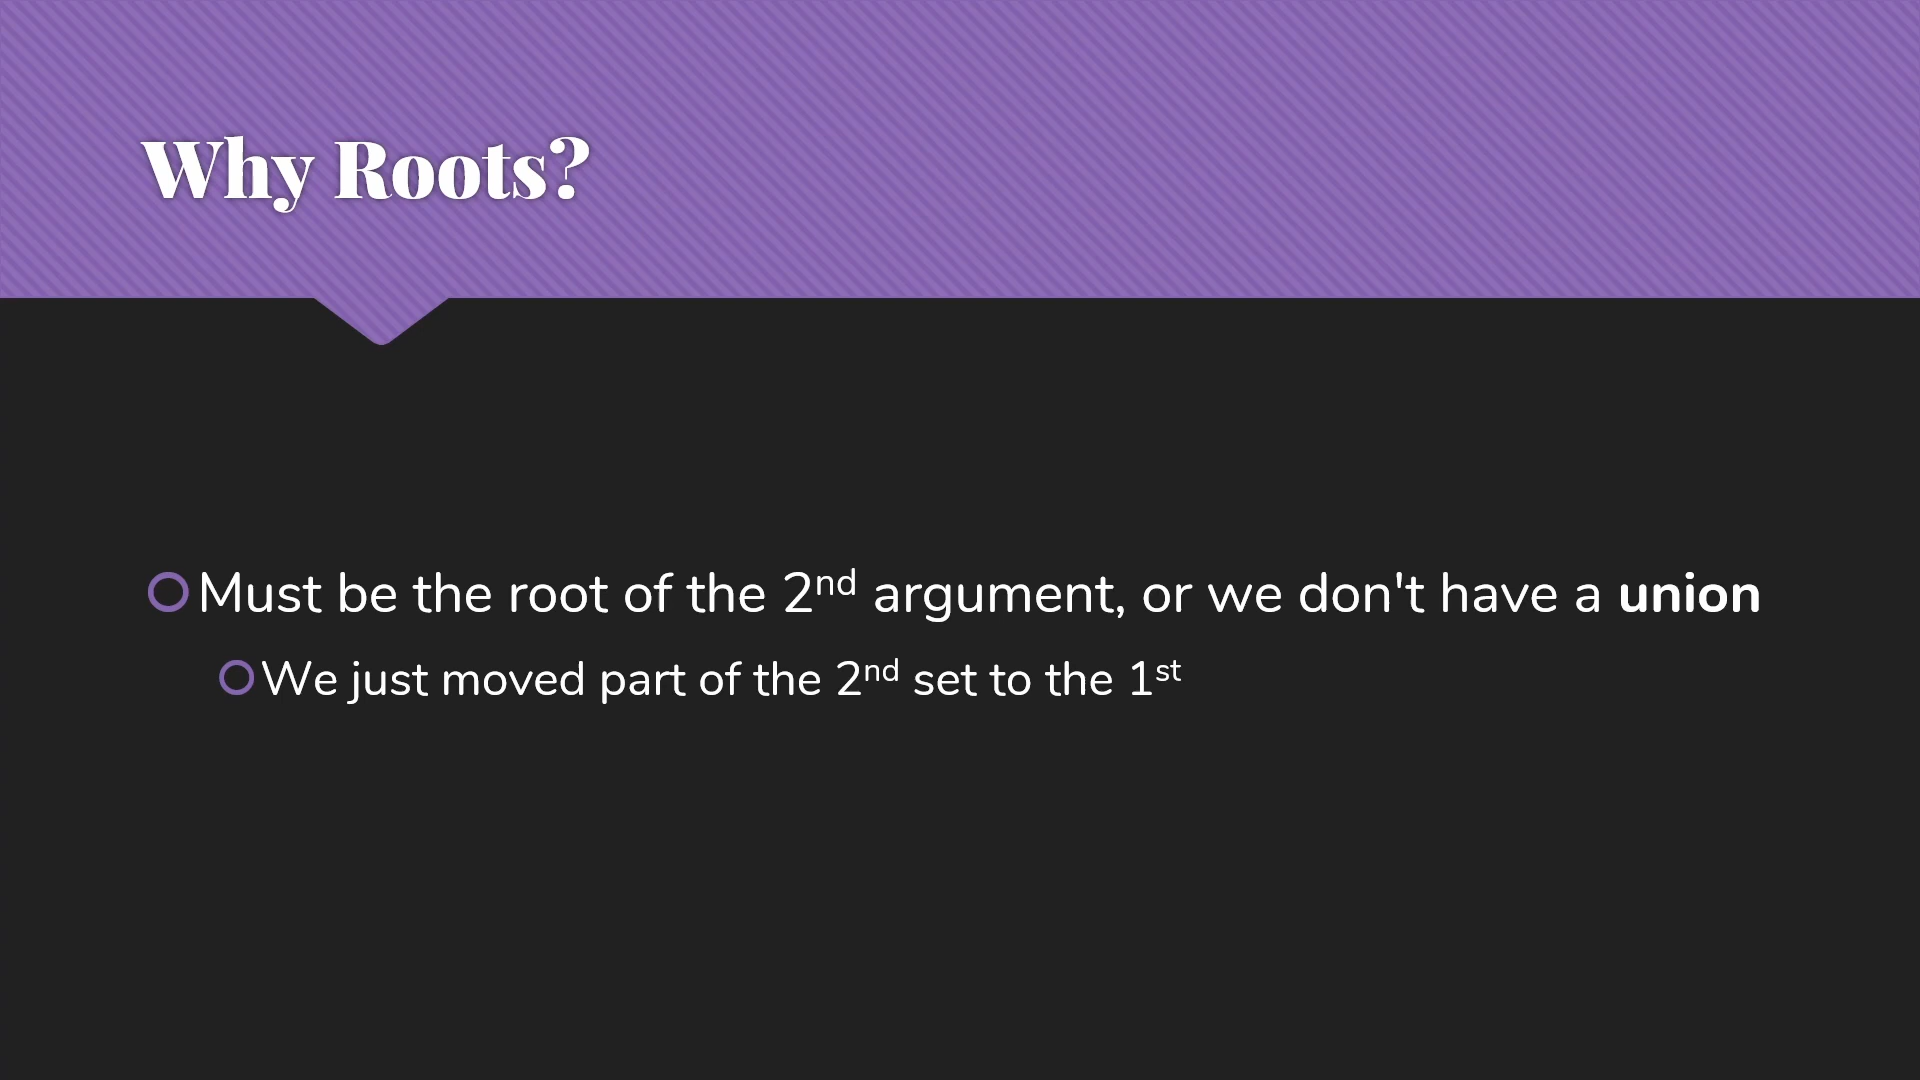 Why Roots?
Must be the root of the 2nd argument, or we don't have a union
We just moved part of the 2nd set to the 1st